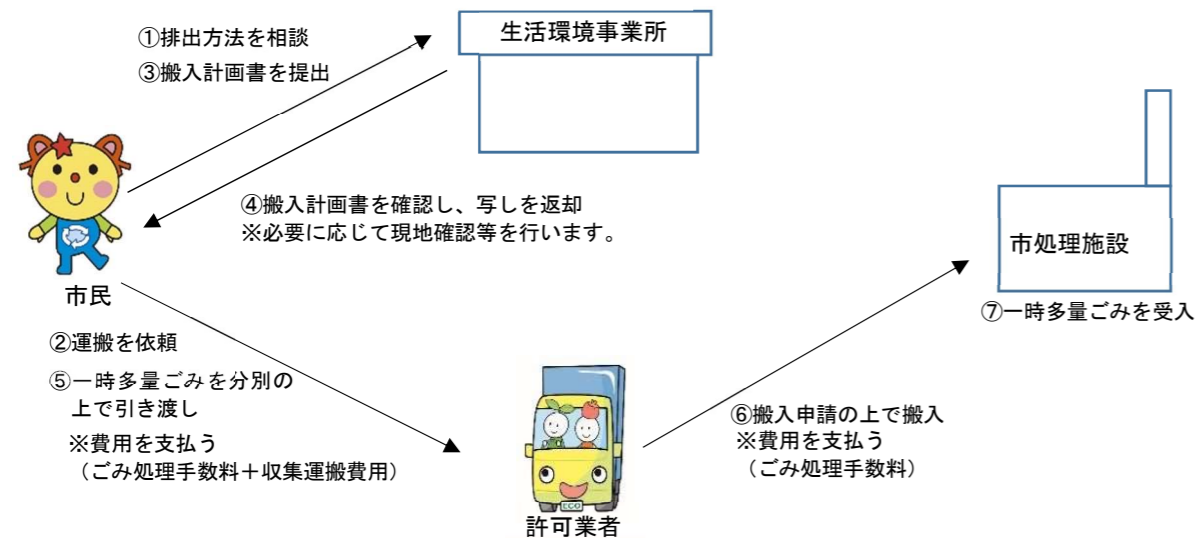 ①排出方法を相談
③搬入計画書を提出
生活環境事業所
④搬入計画書を確認し、写しを返却
※必要に応じて現地確認等を行います。
市処理施設
⑦一時多量ごみを受入
市民
②運搬を依頼
⑤一時多量ごみを分別の
上で引き渡し
※費用を支払う
（ごみ処理手数料＋収集運搬費用）
⑥搬入申請の上で搬入
※費用を支払う
（ごみ処理手数料）
ECO
許可業者